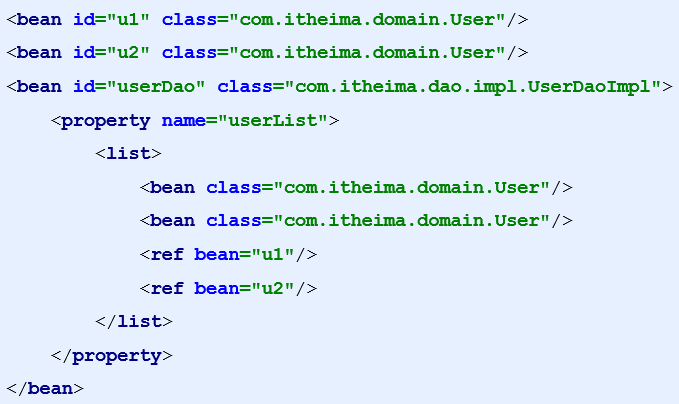 <bean id="u1" class="com.itheima.domain.User"/>
<bean id="u2" class="com.itheima.domain.User"/>
<bean id="userDao" class="com.itheima.dao.impl.UserDaoImpl">
    <property name="userList">
        <list>
            <bean class="com.itheima.domain.User"/>
            <bean class="com.itheima.domain.User"/>
            <ref bean="u1"/>
            <ref bean="u2"/>
        </list>
    </property>
</bean>